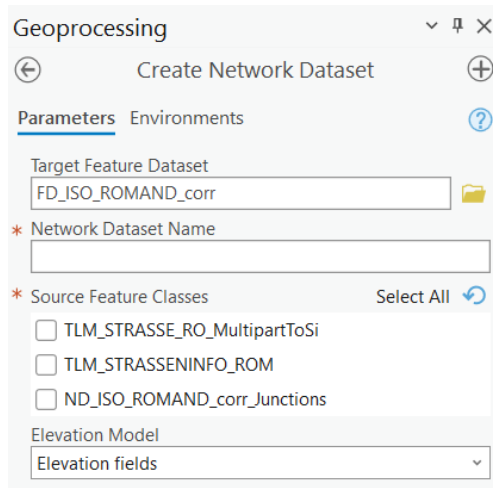 Geoprocessing
Create Network Dataset
Parameters Environments
Target Feature Dataset
FD_ISO_ROMAND_corr
* Network Dataset Name
* Source Feature Classes Select All
TLM_STRASSE_RO_MultipartToSi
TLM_STRASSENINFO_ROM
ND_ISO_ROMAND_corr_Junctions
Elevation Model
Elevation fields